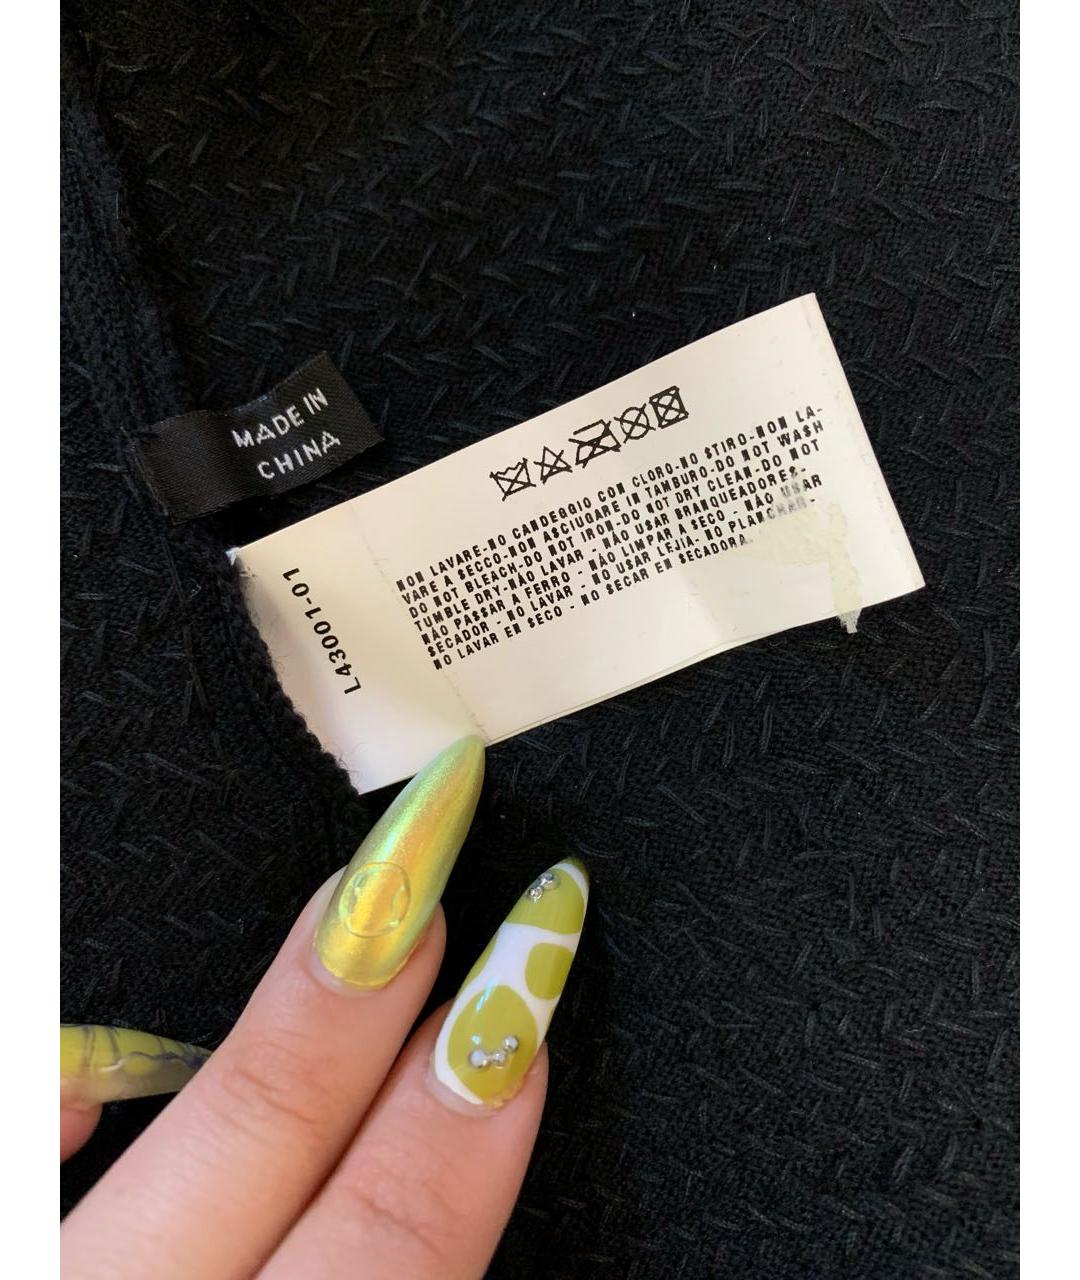 MADE IN
CHINA
NON LAVARE-NO CANDEGGIO CON CLORO-NO STIRO-NON LA-
VARE A SECCO-NON ASCIUGARE IN TAMBURO-DO NOT WASH
DO NOT BLEACH-DO NOT IRON-DO NOT DRY CLEAN-DO NOT
TUMBLE DRY-NÃO LAVAR - NÃO USAR BRANQUEADORES-
NÃO PASSAR A FERRO - NÃO LIMPAR A SECO - NÃO USAR
SECADOR - NO LAVAR - NO USAR LEJIA- NO PLANCHAR -
NO LAVAR EN SECO - NO SECAR EN SECADORA
L43001-01